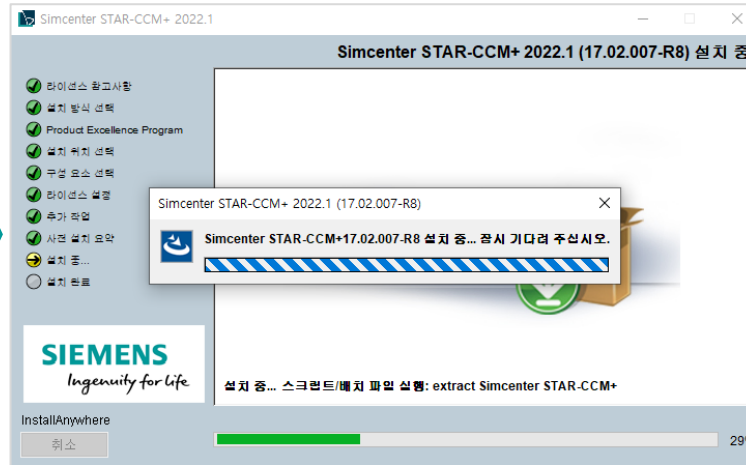 Simcenter STAR-CCM+ 2022.1
Simcenter STAR-CCM+ 2022.1 (17.02.007-R8) 설치 중
라이선스 참고사항
설치 방식 선택
Product Excellence Program
설치 위치 선택
구성 요소 선택
라이선스 설정
추가 작업
사전 설치 요약
설치 중...
설치 완료
Simcenter STAR-CCM+ 2022.1 (17.02.007-R8)
Simcenter STAR-CCM+17.02.007-R8 설치 중... 잠시 기다려 주십시오.
SIEMENS
Ingenuity for life
설치 중... 스크립트/배치 파일 실행: extract Simcenter STAR-CCM+
InstallAnywhere
취소
29%